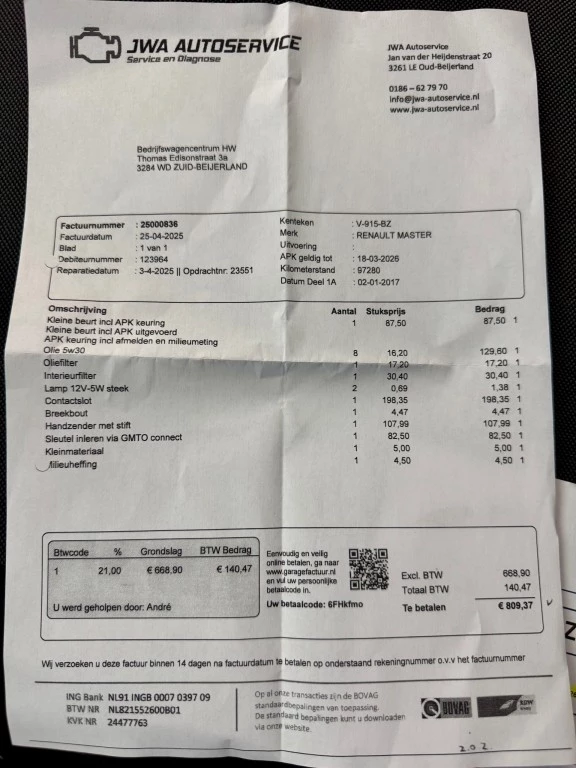 JWA AUTOSERVICE
Service en Diagnose
JWA Autoservice
Jan van der Heijdenstraat 20
3261 LE Oud-Beijerland
0186 – 62 79 70
info@jwa-autoservice.nl
www.jwa-autoservice.nl
Bedrijfswagencentrum HW
Thomas Edisonstraat 3a
3284 WD ZUID-BEIJERLAND
Factuurnummer : 25000836
Factuurdatum : 25-04-2025
Blad : 1 van 1
Debiteurnummer : 123964
Reparatiedatum : 3-4-2025 || Opdrachtnr: 23551
Kenteken : V-915-BZ
Merk : RENAULT MASTER
Uitvoering :
APK geldig tot : 18-03-2026
Kilometerstand : 97280
Datum Deel 1A : 02-01-2017
Omschrijving Aantal Stuksprijs Bedrag
Kleine beurt incl APK keuring 1 87,50 87,50 1
Kleine beurt incl APK uitgevoerd
APK keuring incl afmelden en milieumeting
Olie 5w30 8 16,20 129,60 1
Oliefilter 1 17,20 17,20 1
Interieurfilter 1 30,40 30,40 1
Lamp 12V-5W steek 2 0,69 1,38 1
Contactslot 1 198,35 198,35 1
Breekbout 1 4,47 4,47 1
Handzender met stift 1 107,99 107,99 1
Sleutel inleren via GMTO connect 1 82,50 82,50 1
Kleinmateriaal 1 5,00 5,00 1
Milieuheffing 1 4,50 4,50 1
Btwcode % Grondslag BTW Bedrag
1 21,00 € 668,90 € 140,47
U werd geholpen door: André
Eenvoudig en veilig
online betalen, ga naar
www.garagefactuur.nl
en vul uw persoonlijke
betaalcode in.
Uw betaalcode: 6FHkfmo
Excl. BTW 668,90
Totaal BTW 140,47
Te betalen € 809,37
Wij verzoeken u deze factuur binnen 14 dagen na factuurdatum te betalen op onderstaand rekeningnummer o.v.v het factuurnummer
ING Bank NL91 INGB 0007 0397 09
BTW NR NL821552600B01
KVK NR 24477763
Op al onze transacties zijn de BOVAG
standaardbepalingen van toepassing.
De standaard bepalingen kunt u downloaden
via onze website.
BOVAG
RDW
202